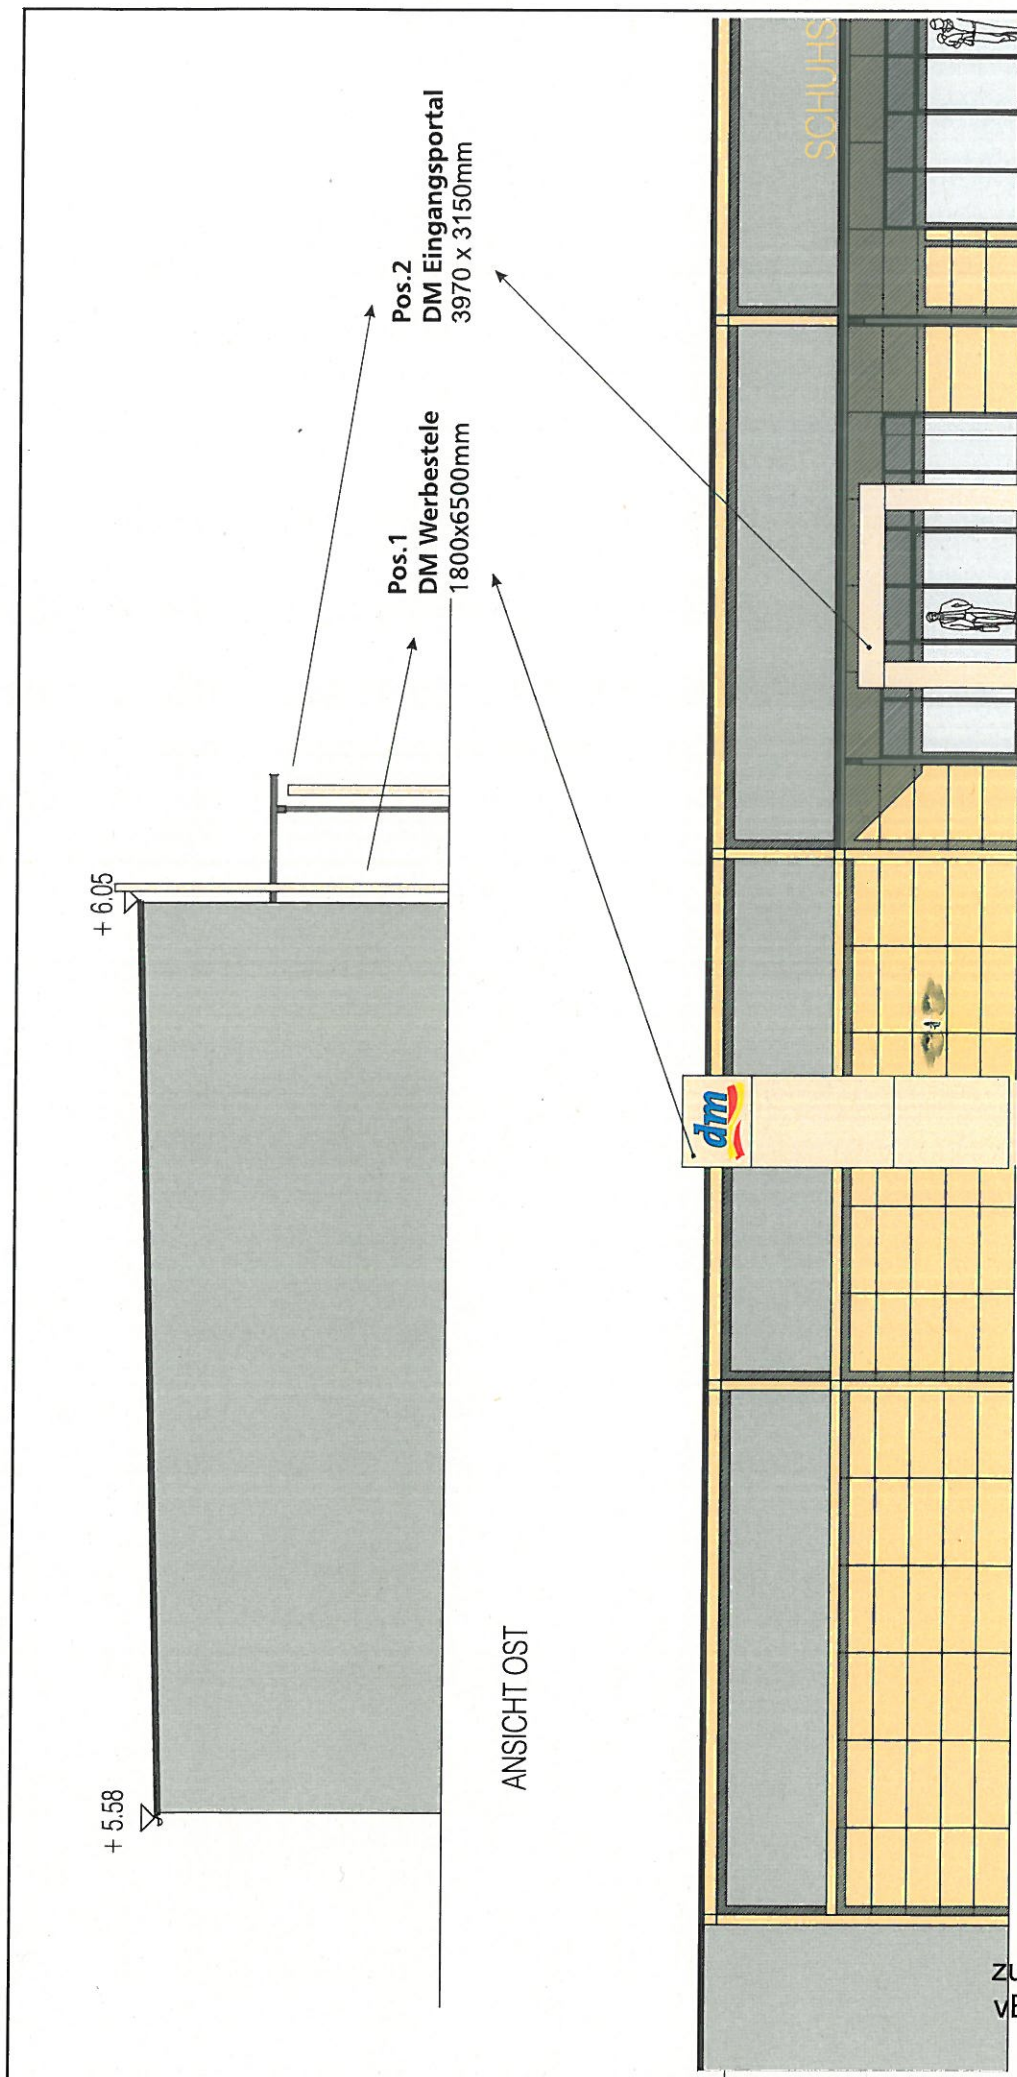 + 5.58
+ 6.05
Pos.1
DM Werbestele
1800x6500mm
Pos.2
DM Eingangsportal
3970 x 3150mm
ANSICHT OST
dm
SCHUHS
zu